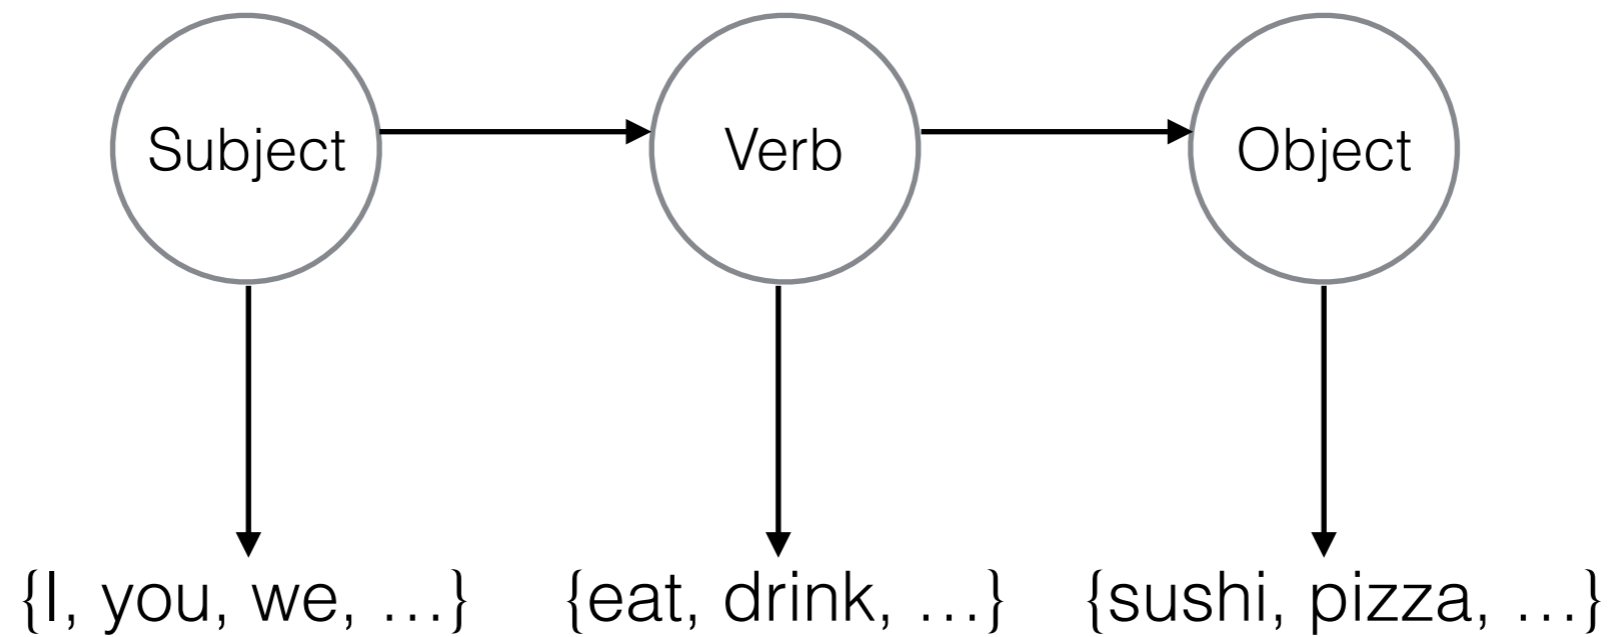 Subject
Verb
Object
{I, you, we, …}
{eat, drink, …}
{sushi, pizza, …}